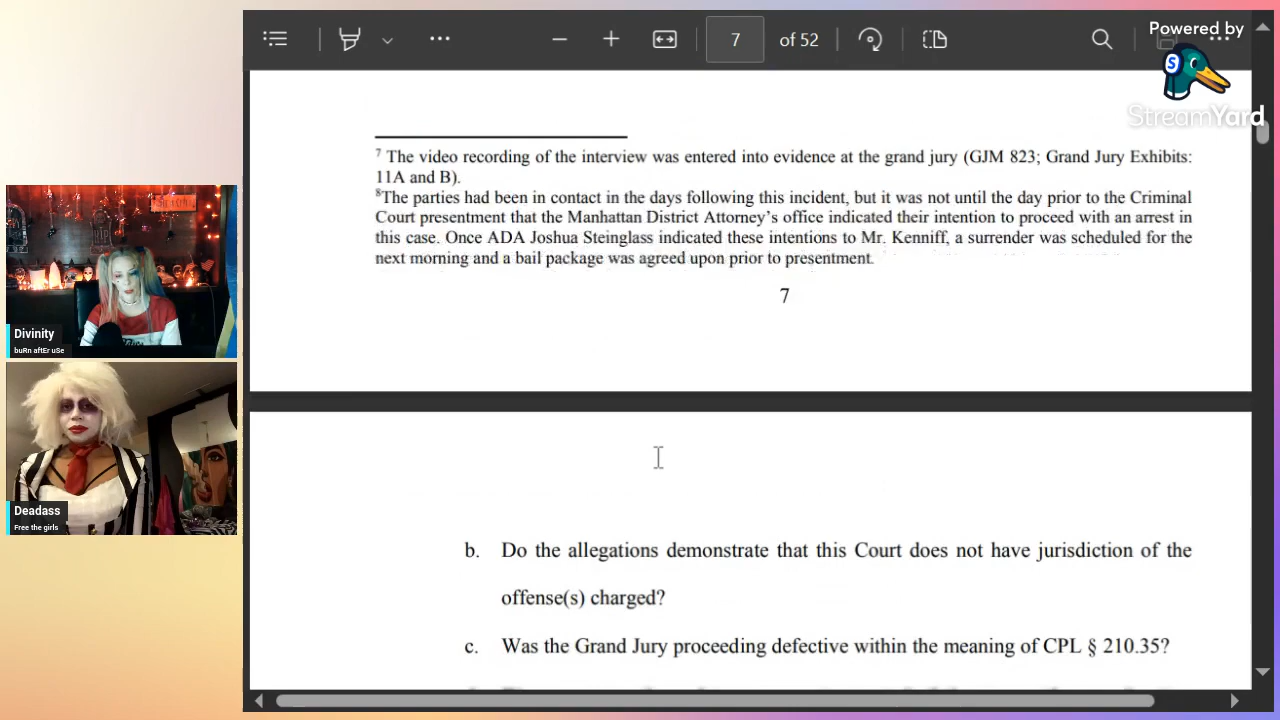 7 of 52
Powered by
StreamYard
7 The video recording of the interview was entered into evidence at the grand jury (GJM 823; Grand Jury Exhibits:
11A and B).
8The parties had been in contact in the days following this incident, but it was not until the day prior to the Criminal
Court presentment that the Manhattan District Attorney's office indicated their intention to proceed with an arrest in
this case. Once ADA Joshua Steinglass indicated these intentions to Mr. Kenniff, a surrender was scheduled for the
next morning and a bail package was agreed upon prior to presentment.
7
b. Do the allegations demonstrate that this Court does not have jurisdiction of the
offense(s) charged?
c. Was the Grand Jury proceeding defective within the meaning of CPL § 210.35?
Divinity
buRn aftEr uSe
Deadass
Free the girls